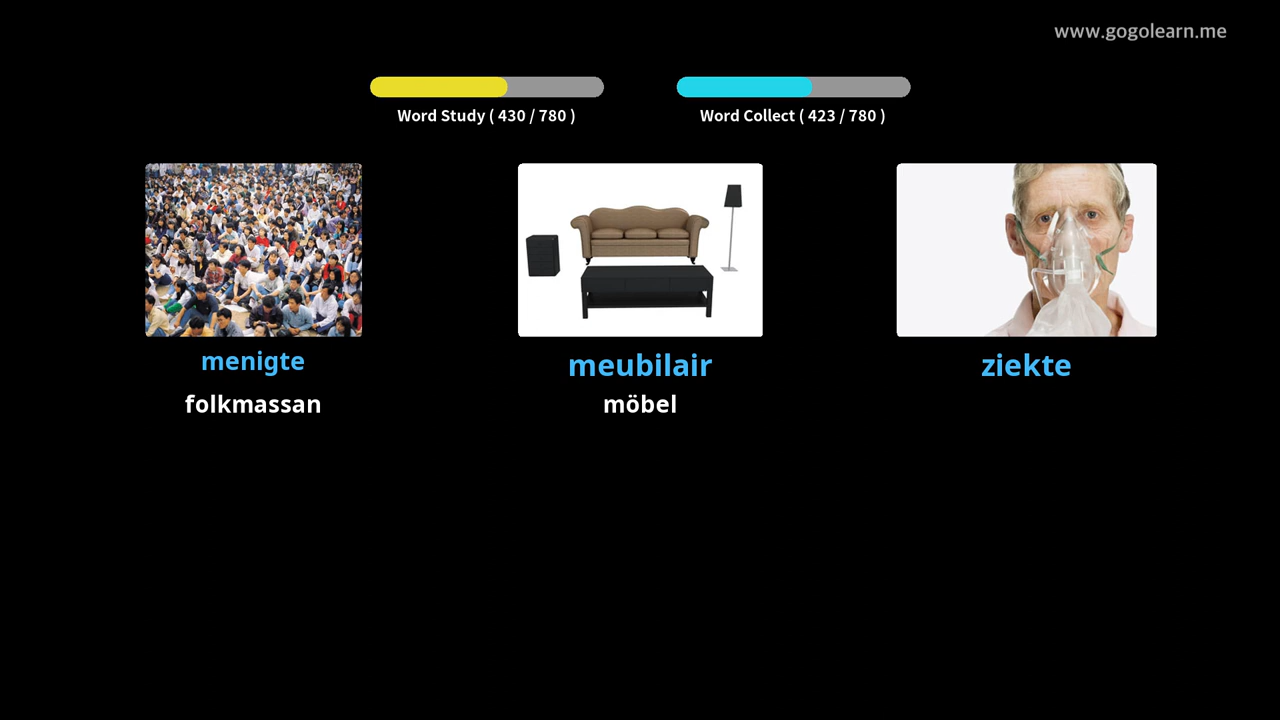 www.gogolearn.me
Word Study ( 430 / 780 )
Word Collect ( 423 / 780 )
menigte
folkmassan
meubilair
möbel
ziekte